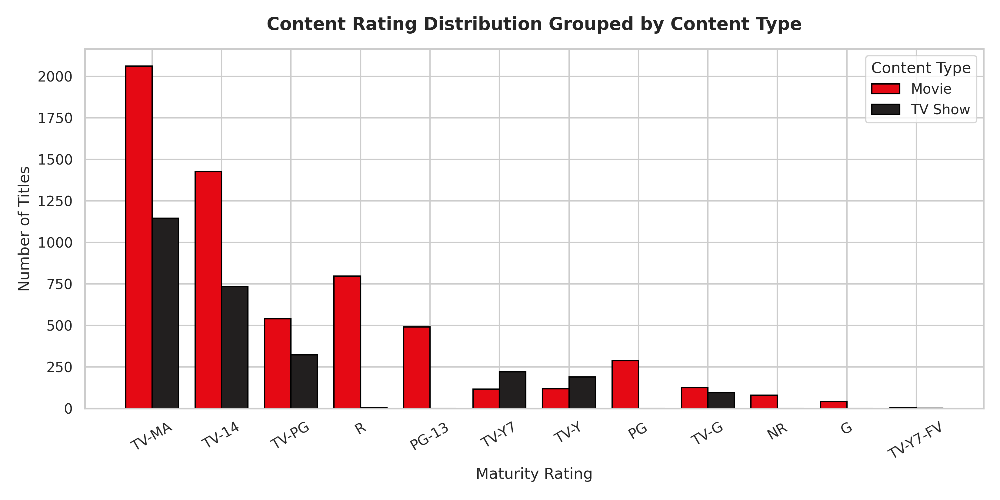 Content Rating Distribution Grouped by Content Type
Content Type
Movie
TV Show
Number of Titles
2000
1750
1500
1250
1000
750
500
250
0
TV-MA
TV-14
TV-PG
R
PG-13
TV-Y7
TV-Y
PG
TV-G
NR
G
TV-Y7-FV
Maturity Rating